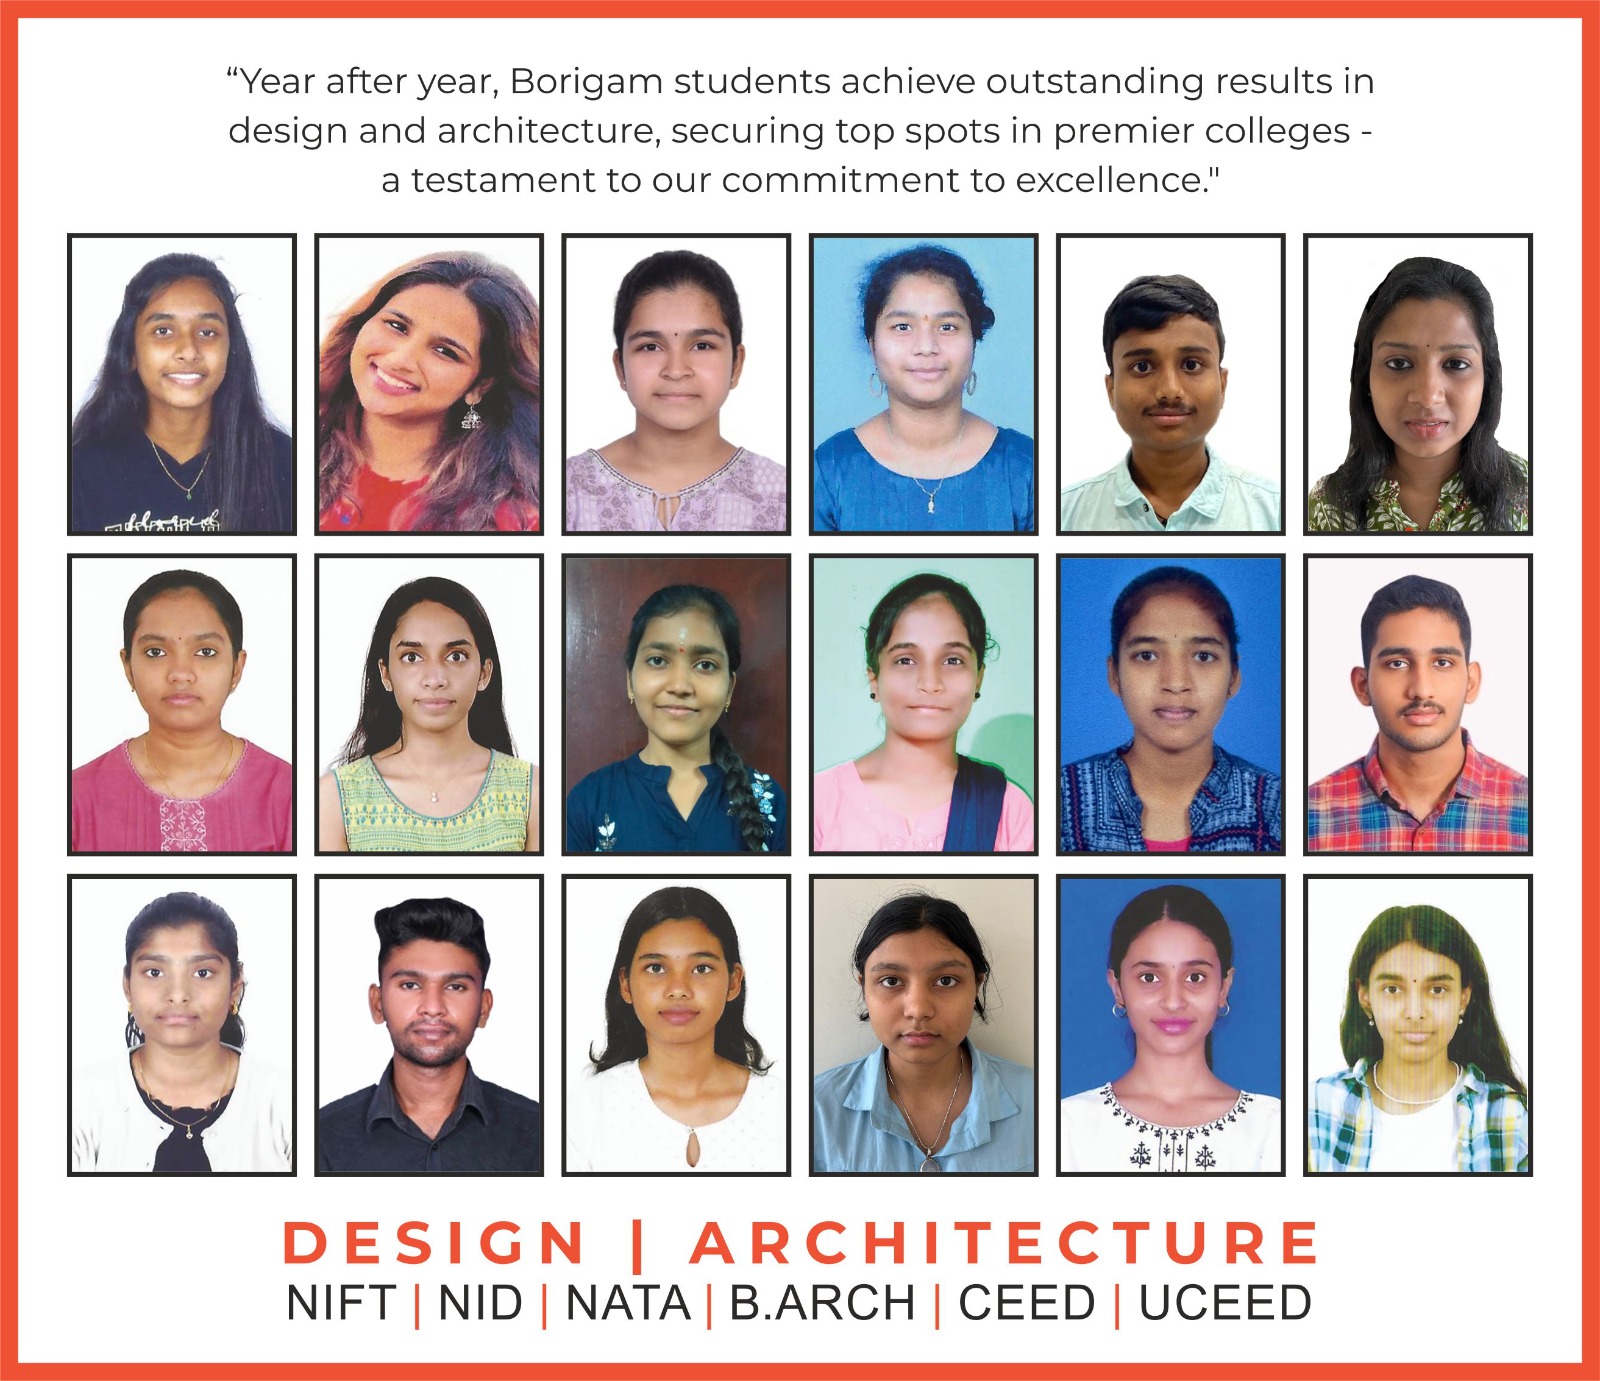 “Year after year, Borigam students achieve outstanding results in
design and architecture, securing top spots in premier colleges -
a testament to our commitment to excellence."
DESIGN | ARCHITECTURE
NIFT | NID | NATA | B.ARCH | CEED | UCEED